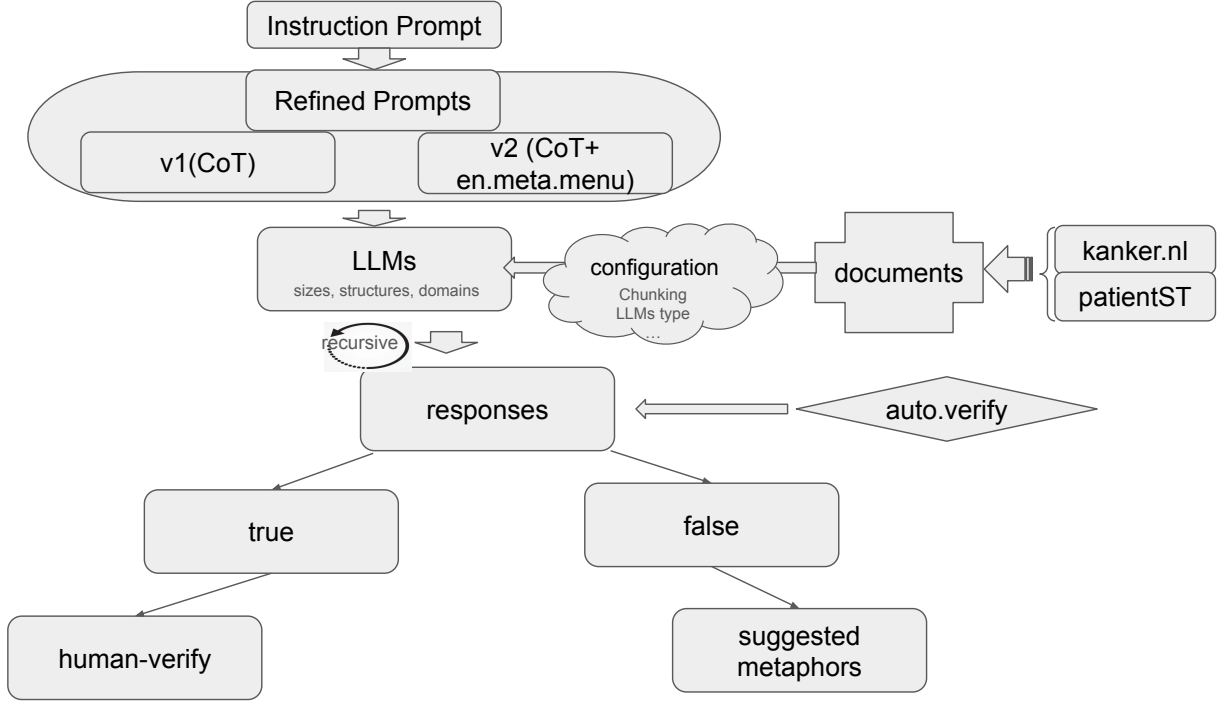 Instruction Prompt
Refined Prompts
v1(CoT)
v2 (CoT+
en.meta.menu)
LLMs
sizes, structures, domains
configuration
Chunking
LLMs type
...
documents
kanker.nl
patientST
recursive
responses
auto.verify
true
false
human-verify
suggested
metaphors